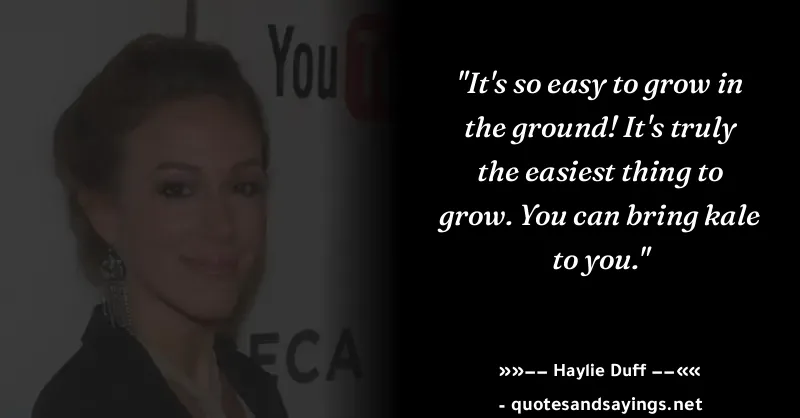 You
ECA
"It's so easy to grow in
the ground! It's truly
the easiest thing to
grow. You can bring kale
to you."
»»−− Haylie Duff −−««
- quotesandsayings.net